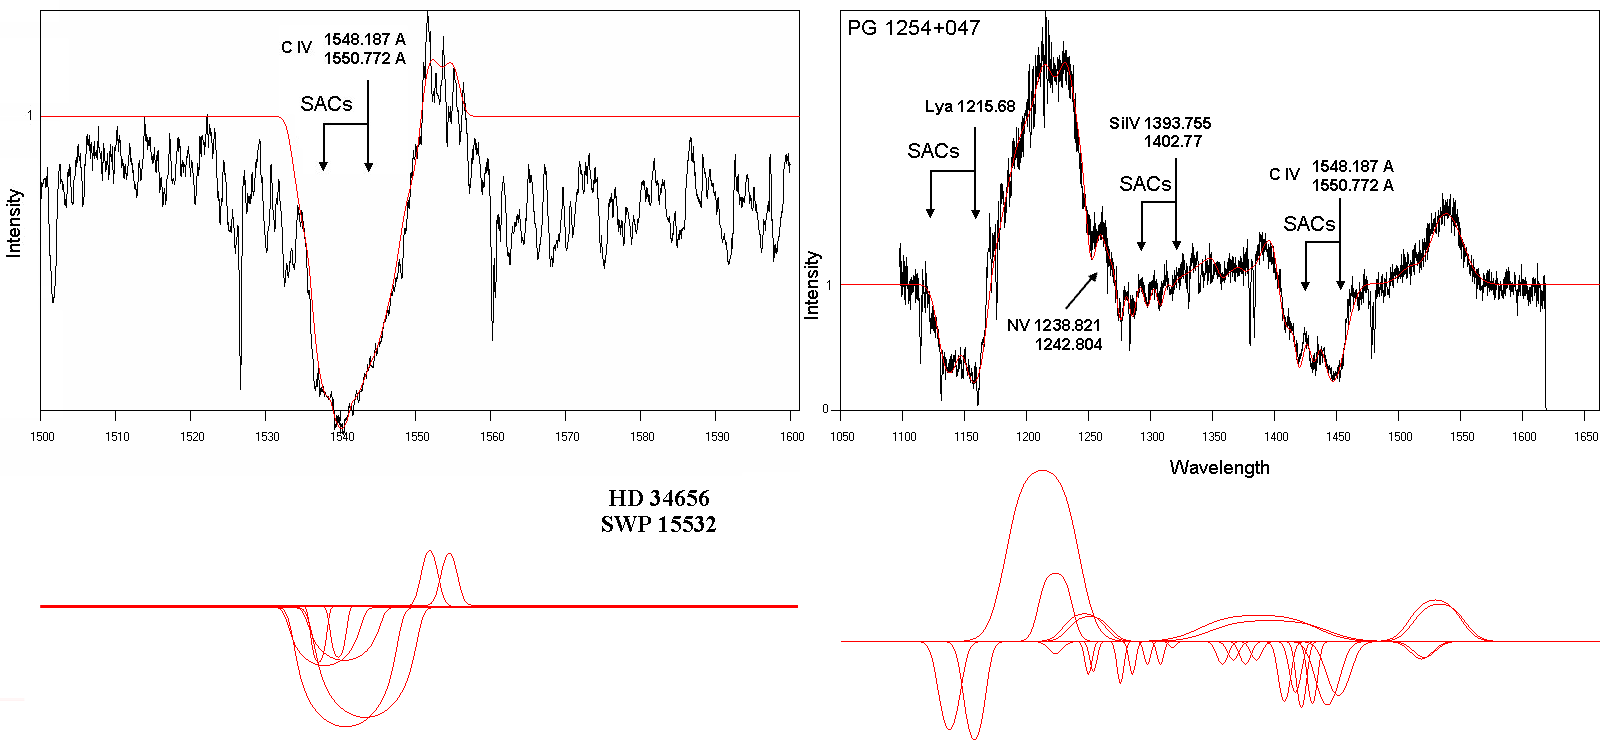 C IV 1548.187 A
1550.772 A
SACs
1
Intensity
1500 1510 1520 1530 1540 1550 1560 1570 1580 1590 1600
HD 34656
SWP 15532
PG 1254+047
Lya 1215.68
SACs
SiIV 1393.755
1402.77
SACs
C IV 1548.187 A
1550.772 A
SACs
NV 1238.821
1242.804
1
0
Intensity
1050 1100 1150 1200 1250 1300 1350 1400 1450 1500 1550 1600 1650
Wavelength